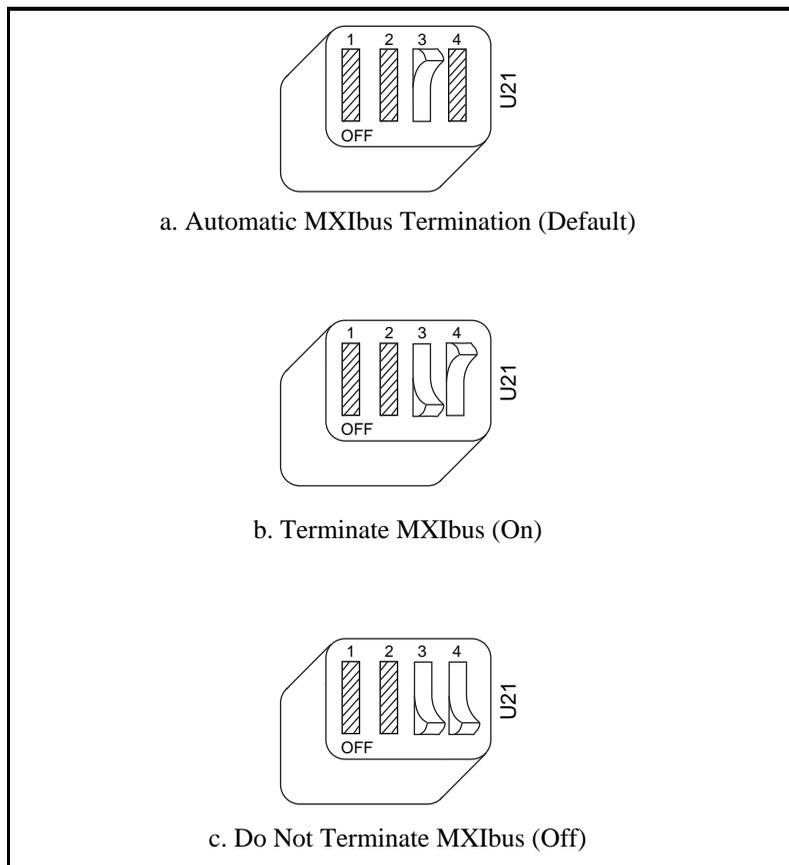 1 2 3 4
OFF
U21
a. Automatic MXIbus Termination (Default)
1 2 3 4
OFF
U21
b. Terminate MXIbus (On)
1 2 3 4
OFF
U21
c. Do Not Terminate MXIbus (Off)